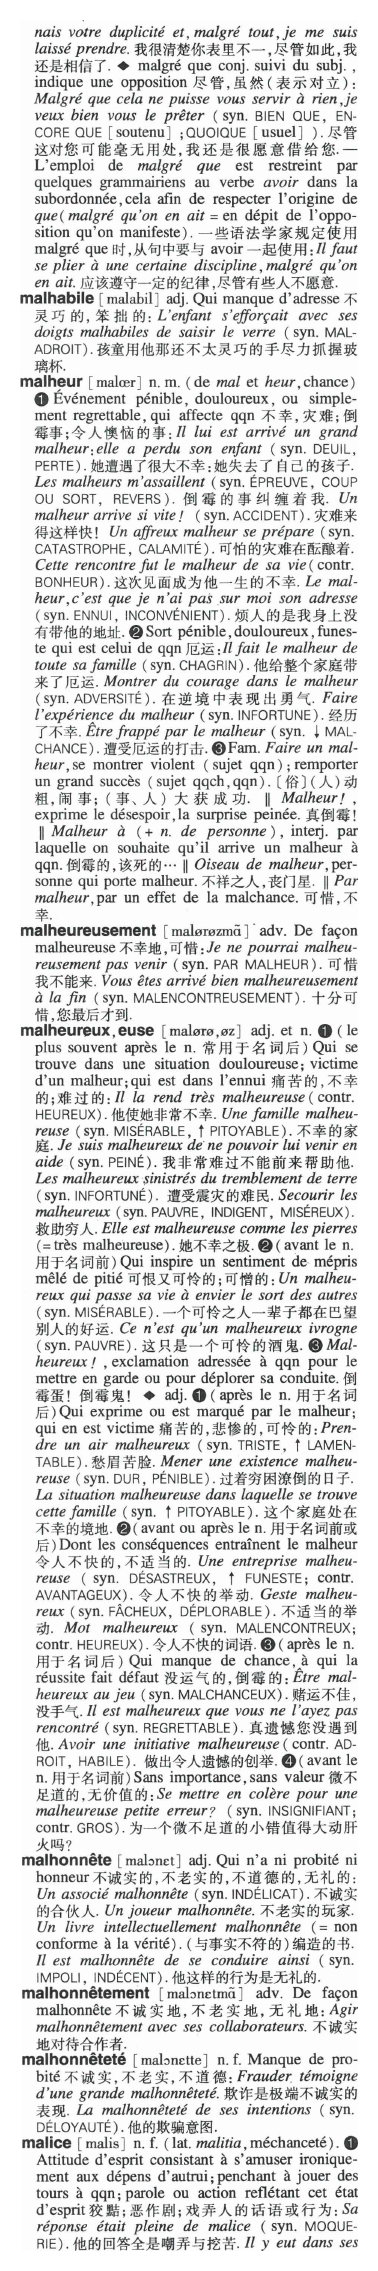 nais votre duplicité et, malgré tout, je me suis
laissé prendre. 我很清楚你表里不一,尽管如此,我
还是相信了. ◆ malgré que conj. suivi du subj.,
indique une opposition 尽管,虽然(表示对立):
Malgré que cela ne puisse vous servir à rien, je
veux bien vous le prêter (syn. BIEN QUE, EN-
CORE QUE [soutenu] ; QUOIQUE [usuel] ). 尽管
这对您可能毫无用处,我还是很愿意借给您. —
L'emploi de malgré que est restreint par
quelques grammairiens au verbe avoir dans la
subordonnée, cela afin de respecter l'origine de
que (malgré qu'on en ait = en dépit de l'oppo-
sition qu'on manifeste). 一些语法学家规定使用
malgré que 时,从句中要与 avoir 一起使用: Il faut
se plier à une certaine discipline, malgré qu'on
en ait. 应该遵守一定的纪律,尽管有些人不愿意.
malhabile [malabil] adj. Qui manque d'adresse 不
灵巧的,笨拙的: L'enfant s'efforçait avec ses
doigts malhabiles de saisir le verre (syn. MAL-
ADROIT). 孩童用他那还不太灵巧的手尽力抓握玻
璃杯.
malheur [malœr] n. m. (de mal et heur, chance)
❶ Événement pénible, douloureux, ou simple-
ment regrettable, qui affecte qqn 不幸,灾难;倒
霉事;令人懊恼的事: Il lui est arrivé un grand
malheur: elle a perdu son enfant (syn. DEUIL,
PERTE). 她遭遇了很大不幸:她失去了自己的孩子.
Les malheurs m'assaillent (syn. ÉPREUVE, COUP
OU SORT, REVERS). 倒霉的事纠缠着我. Un
malheur arrive si vite! (syn. ACCIDENT). 灾难来
得这样快! Un affreux malheur se prépare (syn.
CATASTROPHE, CALAMITÉ). 可怕的灾难在酝酿着.
Cette rencontre fut le malheur de sa vie (contr.
BONHEUR). 这次见面成为他一生的不幸. Le mal-
heur, c'est que je n'ai pas sur moi son adresse
(syn. ENNUI, INCONVÉNIENT). 烦人的是我身上没
有带他的地址. ❷ Sort pénible, douloureux, funes-
te qui est celui de qqn 厄运: Il fait le malheur de
toute sa famille (syn. CHAGRIN). 他给整个家庭带
来了厄运. Montrer du courage dans le malheur
(syn. ADVERSITÉ). 在逆境中表现出勇气. Faire
l'expérience du malheur (syn. INFORTUNE). 经历
了不幸. Être frappé par le malheur (syn. ↓ MAL-
CHANCE). 遭受厄运的打击. ❸ Fam. Faire un mal-
heur, se montrer violent (sujet qqn); remporter
un grand succès (sujet qqch, qqn). [俗](人)动
粗,闹事;(事、人)大获成功. ‖ Malheur!,
exprime le désespoir, la surprise peinée. 真倒霉!
‖ Malheur à (+ n. de personne), interj. par
laquelle on souhaite qu'il arrive un malheur à
qqn. 倒霉的,该死的… ‖ Oiseau de malheur, per-
sonne qui porte malheur. 不祥之人,丧门星. ‖ Par
malheur, par un effet de la malchance. 可惜,不
幸.
malheureusement [malørøzmã] adv. De façon
malheureuse 不幸地,可惜: Je ne pourrai malheu-
reusement pas venir (syn. PAR MALHEUR). 可惜
我不能来. Vous êtes arrivé bien malheureusement
à la fin (syn. MALENCONTREUSEMENT). 十分可
惜,您最后才到.
malheureux, euse [malørø, øz] adj. et n. ❶ (le
plus souvent après le n. 常用于名词后) Qui se
trouve dans une situation douloureuse; victime
d'un malheur; qui est dans l'ennui 痛苦的,不幸
的;难过的: Il la rend très malheureuse (contr.
HEUREUX). 他使她非常不幸. Une famille malheu-
reuse (syn. MISÉRABLE, ↑ PITOYABLE). 不幸的家
庭. Je suis malheureux de ne pouvoir lui venir en
aide (syn. PEINÉ). 我非常难过不能前来帮助他.
Les malheureux sinistrés du tremblement de terre
(syn. INFORTUNÉ). 遭受震灾的难民. Secourir les
malheureux (syn. PAUVRE, INDIGENT, MISÉREUX).
救助穷人. Elle est malheureuse comme les pierres
(= très malheureuse). 她不幸之极. ❷ (avant le n.
用于名词前) Qui inspire un sentiment de mépris
mêlé de pitié 可恨又可怜的;可憎的: Un malheu-
reux qui passe sa vie à envier le sort des autres
(syn. MISÉRABLE). 一个可怜之人一辈子都在巴望
别人的好运. Ce n'est qu'un malheureux ivrogne
(syn. PAUVRE). 这只是一个可怜的酒鬼. ❸ Mal-
heureux!, exclamation adressée à qqn pour le
mettre en garde ou pour déplorer sa conduite. 倒
霉蛋! 倒霉鬼! ◆ adj. ❶ (après le n. 用于名词
后) Qui exprime ou est marqué par le malheur;
qui en est victime 痛苦的,悲惨的,可怜的: Pren-
dre un air malheureux (syn. TRISTE, ↑ LAMEN-
TABLE). 愁眉苦脸. Mener une existence malheu-
reuse (syn. DUR, PÉNIBLE). 过着穷困潦倒的日子.
La situation malheureuse dans laquelle se trouve
cette famille (syn. ↑ PITOYABLE). 这个家庭处在
不幸的境地. ❷ (avant ou après le n. 用于名词前或
后) Dont les conséquences entraînent le malheur
令人不快的,不适当的. Une entreprise malheu-
reuse (syn. DÉSASTREUX, ↑ FUNESTE; contr.
AVANTAGEUX). 令人不快的举动. Geste malheu-
reux (syn. FÂCHEUX, DÉPLORABLE). 不适当的举
动. Mot malheureux (syn. MALENCONTREUX;
contr. HEUREUX). 令人不快的词语. ❸ (après le n.
用于名词后) Qui manque de chance, à qui la
réussite fait défaut 没运气的,倒霉的: Être mal-
heureux au jeu (syn. MALCHANCEUX). 赌运不佳,
没手气. Il est malheureux que vous ne l'ayez pas
rencontré (syn. REGRETTABLE). 真遗憾您没遇到
他. Avoir une initiative malheureuse (contr. AD-
ROIT, HABILE). 做出令人遗憾的创举. ❹ (avant le
n. 用于名词前) Sans importance, sans valeur 微不
足道的,无价值的: Se mettre en colère pour une
malheureuse petite erreur? (syn. INSIGNIFIANT;
contr. GROS). 为一个微不足道的小错值得大动肝
火吗?
malhonnête [malɔnɛt] adj. Qui n'a ni probité ni
honneur 不诚实的,不老实的,不道德的,无礼的:
Un associé malhonnête (syn. INDÉLICAT). 不诚实
的合伙人. Un joueur malhonnête. 不老实的玩家.
Un livre intellectuellement malhonnête (= non
conforme à la vérité). (与事实不符的)编造的书.
Il est malhonnête de se conduire ainsi (syn.
IMPOLI, INDÉCENT). 他这样的行为是无礼的.
malhonnêtement [malɔnɛtmã] adv. De façon
malhonnête 不诚实地,不老实地,无礼地: Agir
malhonnêtement avec ses collaborateurs. 不诚实
地对待合作者.
malhonnêteté [malɔnɛtte] n. f. Manque de pro-
bité 不诚实,不老实,不道德: Frauder témoigne
d'une grande malhonnêteté. 欺诈是极端不诚实的
表现. La malhonnêteté de ses intentions (syn.
DÉLOYAUTÉ). 他的欺骗意图.
malice [malis] n. f. (lat. malitia, méchanceté). ❶
Attitude d'esprit consistant à s'amuser ironique-
ment aux dépens d'autrui; penchant à jouer des
tours à qqn; parole ou action reflétant cet état
d'esprit 狡黠;恶作剧;戏弄人的话语或行为: Sa
réponse était pleine de malice (syn. MOQUE-
RIE). 他的回答全是嘲弄与挖苦. Il y eut dans ses